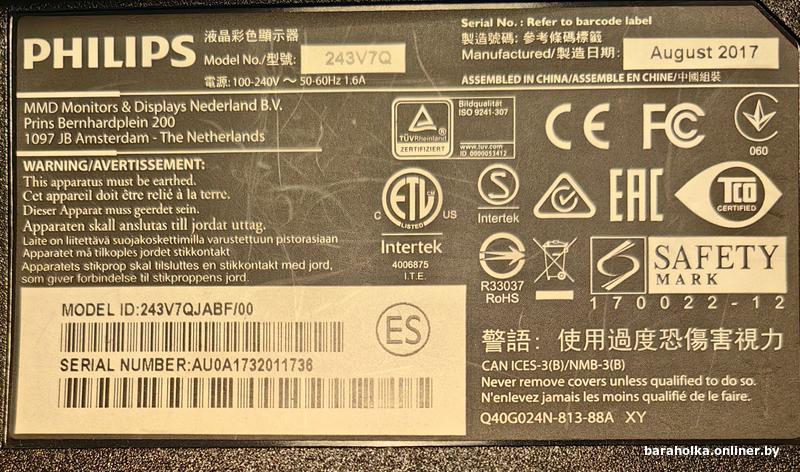 PHILIPS
液晶彩色顯示器
Model No./型號: 243V7Q
電源: 100-240V ～ 50-60Hz 1.6A
Serial No. : Refer to barcode label
製造號碼: 參考條碼標籤
Manufactured/製造日期: August 2017
ASSEMBLED IN CHINA/ASSEMBLE EN CHINE/中國組裝
MMD Monitors & Displays Nederland B.V.
Prins Bernhardplein 200
1097 JB Amsterdam - The Netherlands
TÜVRheinland
ZERTIFIZIERT
Bildqualität
ISO 9241-307
www.tuv.com
ID 0000053412
CE
FC
060
WARNING/AVERTISSEMENT:
This apparatus must be earthed.
Cet appareil doit être relié à la terre.
Dieser Apparat muss geerdet sein.
Apparaten skall anslutas till jordat uttag.
Laite on liitettävä suojakoskettimilla varustettuun pistorasiaan
Apparatet må tilkoples jordet stikkontakt
Apparatets stikprop skal tilsluttes en stikkontakt med jord,
som giver forbindelse til stikproppens jord.
C ETL US
LISTED
Intertek
4006875
I.T.E.
S
Intertek
EAC
TCO
CERTIFIED
R33037
RoHS
SAFETY
MARK
170022-12
MODEL ID:243V7QJABF/00
SERIAL NUMBER:AU0A1732011736
ES
警語: 使用過度恐傷害視力
CAN ICES-3(B)/NMB-3(B)
Never remove covers unless qualified to do so.
N'enlevez jamais les moins qualifié de le faire.
Q40G024N-813-88A XY
baraholka.onliner.by